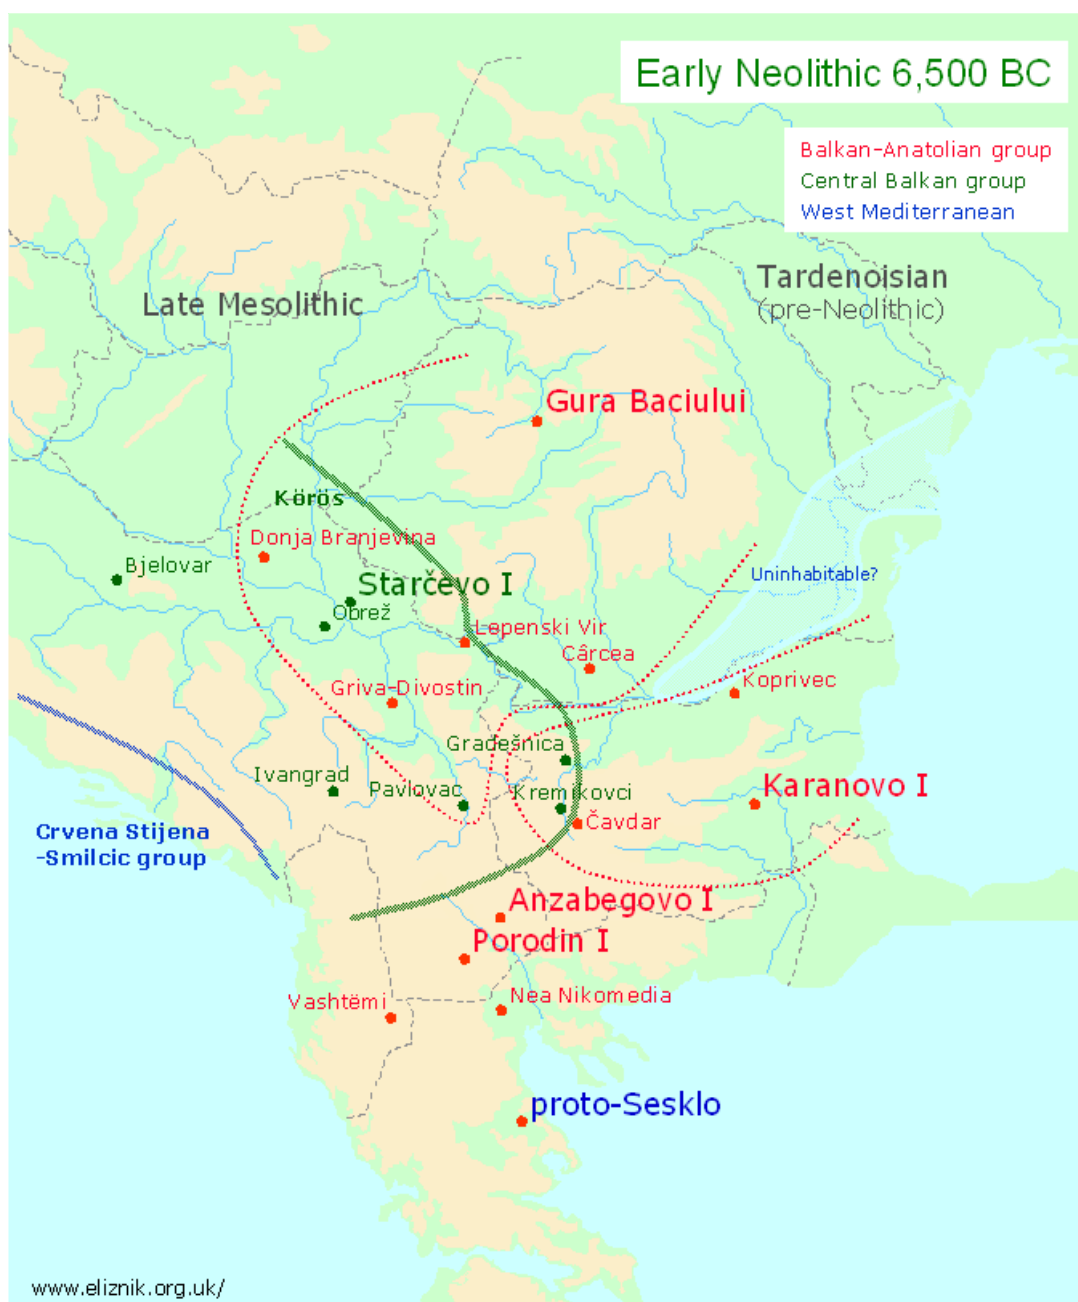 Early Neolithic 6,500 BC
Balkan-Anatolian group
Central Balkan group
West Mediterranean
Tardenoisian
(pre-Neolithic)
Late Mesolithic
Gura Baciului
Körös
Donja Branjevina
Bjelovar
Starčevo I
Obrež
Uninhabitable?
Lepenski Vir
Cârcea
Griva-Divostin
Koprivec
Gradešnica
Ivangrad
Pavlovac
Kremikovci
Karanovo I
Čavdar
Crvena Stijena
-Smilcic group
Anzabegovo I
Porodin I
Vashtëmi
Nea Nikomedia
proto-Sesklo
www.eliznik.org.uk/